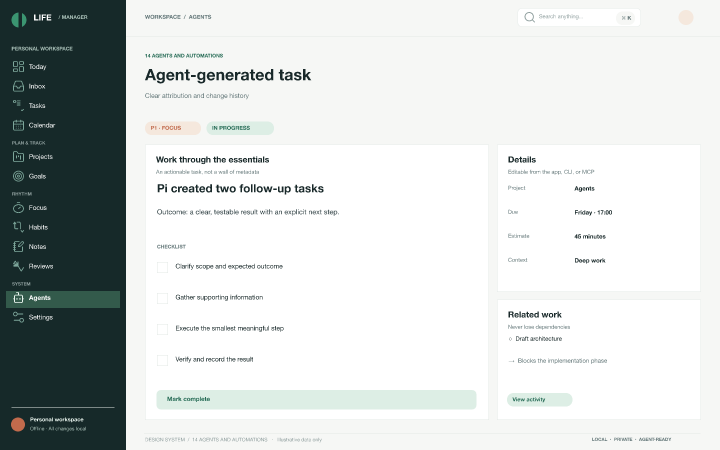 LIFE / MANAGER
PERSONAL WORKSPACE
Today
Inbox
Tasks
Calendar
PLAN & TRACK
Projects
Goals
RHYTHM
Focus
Habits
Notes
Reviews
SYSTEM
Agents
Settings
Personal workspace
Offline · All changes local
WORKSPACE / AGENTS
Search anything...
⌘ K
14 AGENTS AND AUTOMATIONS
Agent-generated task
Clear attribution and change history
P1 · FOCUS
IN PROGRESS
Work through the essentials
An actionable task, not a wall of metadata
Pi created two follow-up tasks
Outcome: a clear, testable result with an explicit next step.
CHECKLIST
Clarify scope and expected outcome
Gather supporting information
Execute the smallest meaningful step
Verify and record the result
Mark complete
Details
Editable from the app, CLI, or MCP
Project Agents
Due Friday · 17:00
Estimate 45 minutes
Context Deep work
Related work
Never lose dependencies
○ Draft architecture
→ Blocks the implementation phase
View activity
DESIGN SYSTEM / 14 AGENTS AND AUTOMATIONS · Illustrative data only
LOCAL · PRIVATE · AGENT-READY